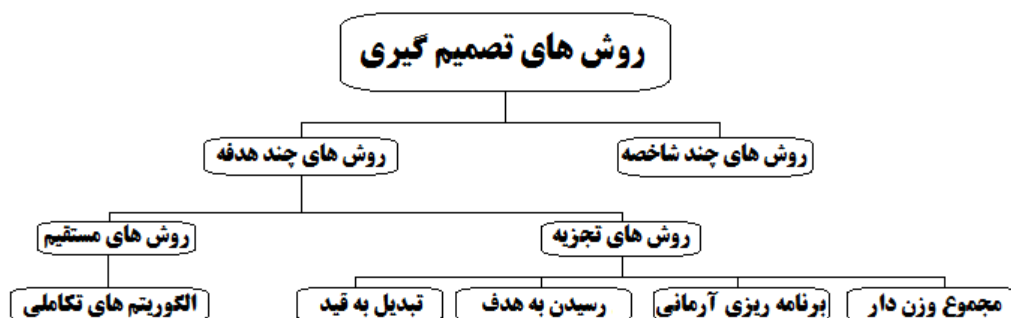 روش های تصمیم گیری
روش های چند شاخصه
روش های چند هدفه
روش های تجزیه
روش های مستقیم
مجموع وزن دار
برنامه ریزی آرمانی
رسیدن به هدف
تبدیل به قید
الگوریتم های تکاملی